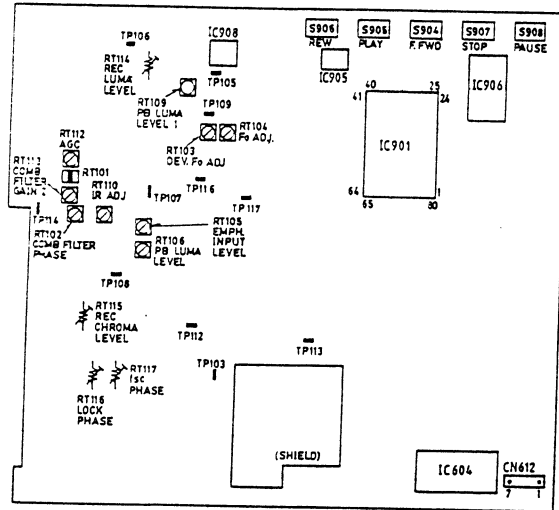 TP106
RT114
REC
LUMA
LEVEL
IC908
TP105
RT109
PB LUMA
LEVEL 1
TP109
S906
REW
S905
PLAY
S904
F.FWD
S907
STOP
S908
PAUSE
IC905
IC906
41
40
25
24
IC901
64
65
80
1
RT112
AGC
RT103
DEV. Fo ADJ
RT104
Fo ADJ.
RT113
COMB
FILTER
GAIN
RT101
RT110
IR ADJ
TP107
TP116
TP117
TP114
RT102
COMB FILTER
PHASE
RT106
PB LUMA
LEVEL
RT105
EMPH.
INPUT
LEVEL
TP108
RT115
REC
CHROMA
LEVEL
TP112
TP113
TP103
RT117
fsc
PHASE
RT116
LOCK
PHASE
(SHIELD)
IC604
CN612
7
1